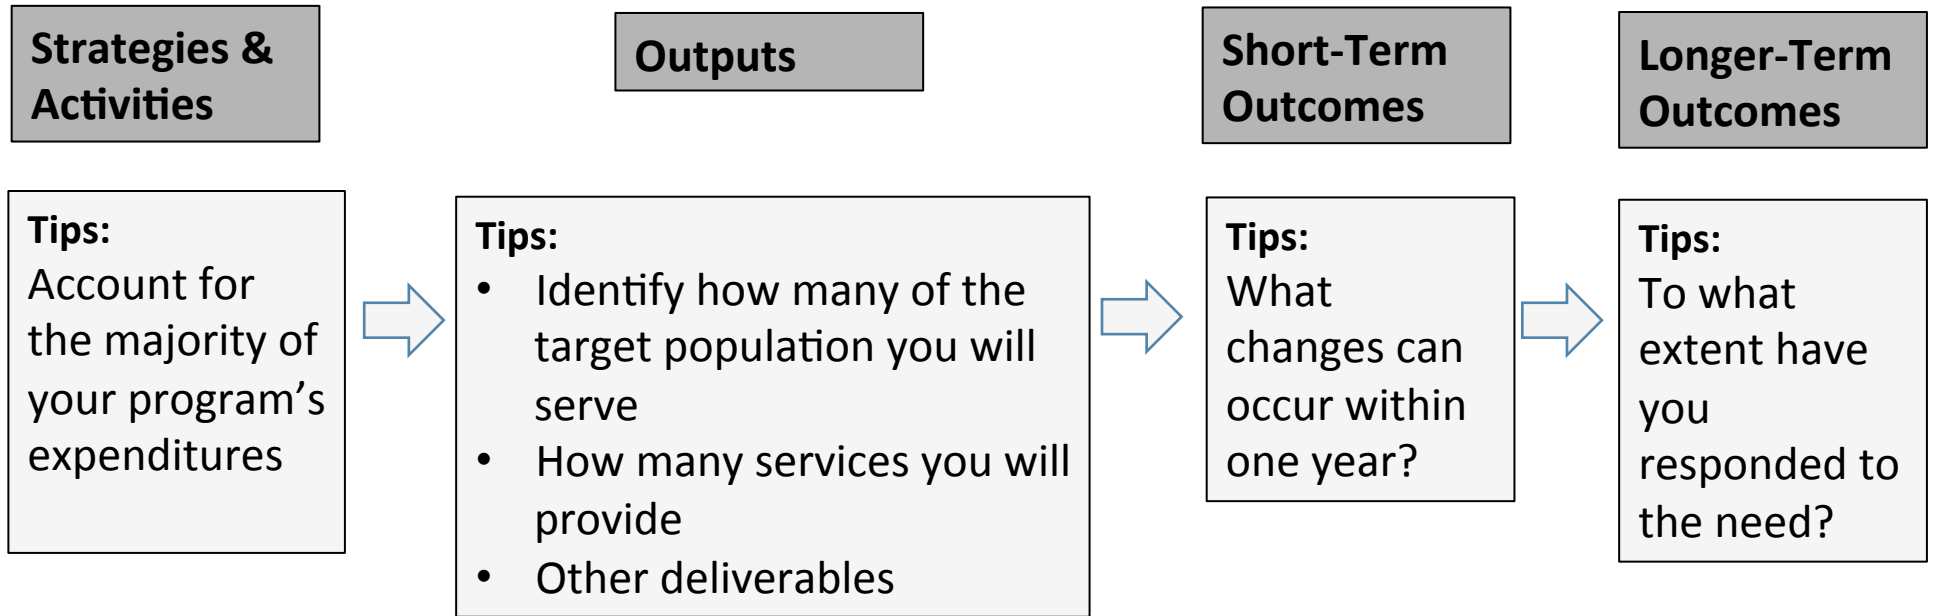 Strategies &
Activities
Outputs
Short-Term
Outcomes
Longer-Term
Outcomes
Tips:
Account for
the majority of
your program’s
expenditures
Tips:
• Identify how many of the
target population you will
serve
• How many services you will
provide
• Other deliverables
Tips:
What
changes can
occur within
one year?
Tips:
To what
extent have
you
responded to
the need?